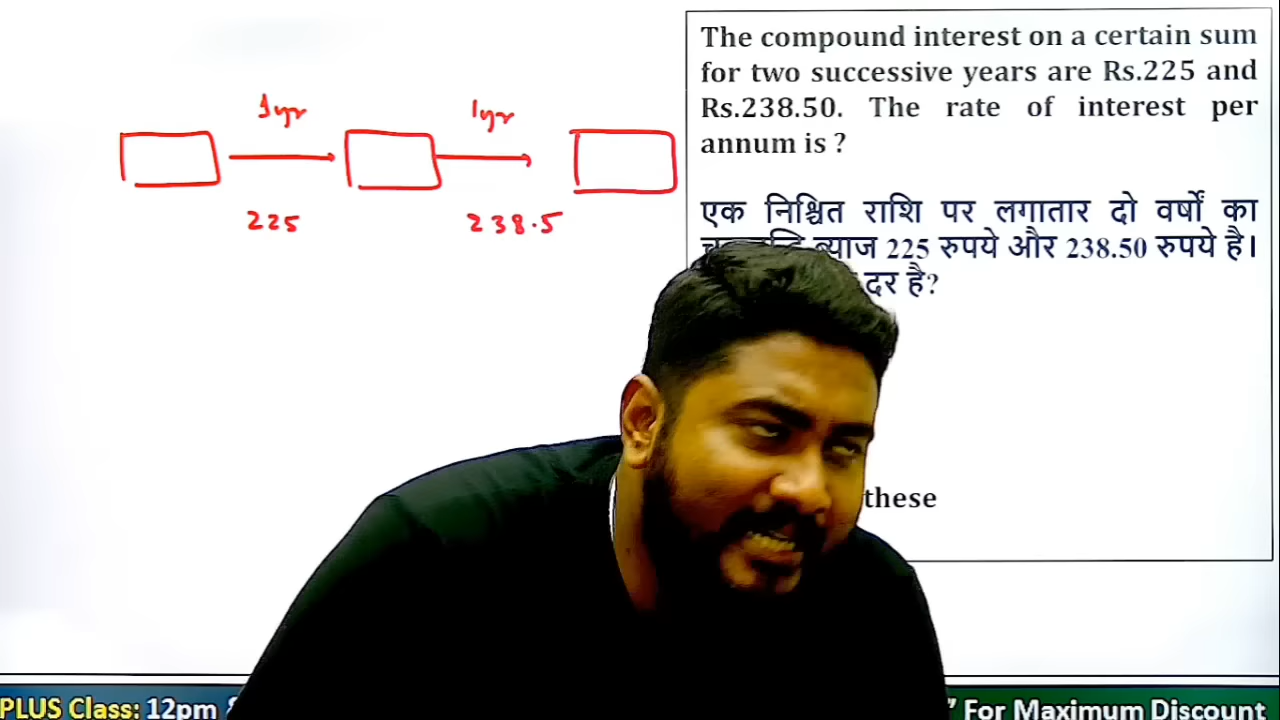 The compound interest on a certain sum
for two successive years are Rs.225 and
Rs.238.50. The rate of interest per
annum is ?
एक निश्चित राशि पर लगातार दो वर्षों का
ब्याज 225 रुपये और 238.50 रुपये है।
दर है?
these
1yr 1yr
225 238.5
PLUS Class: 12pm
For Maximum Discount